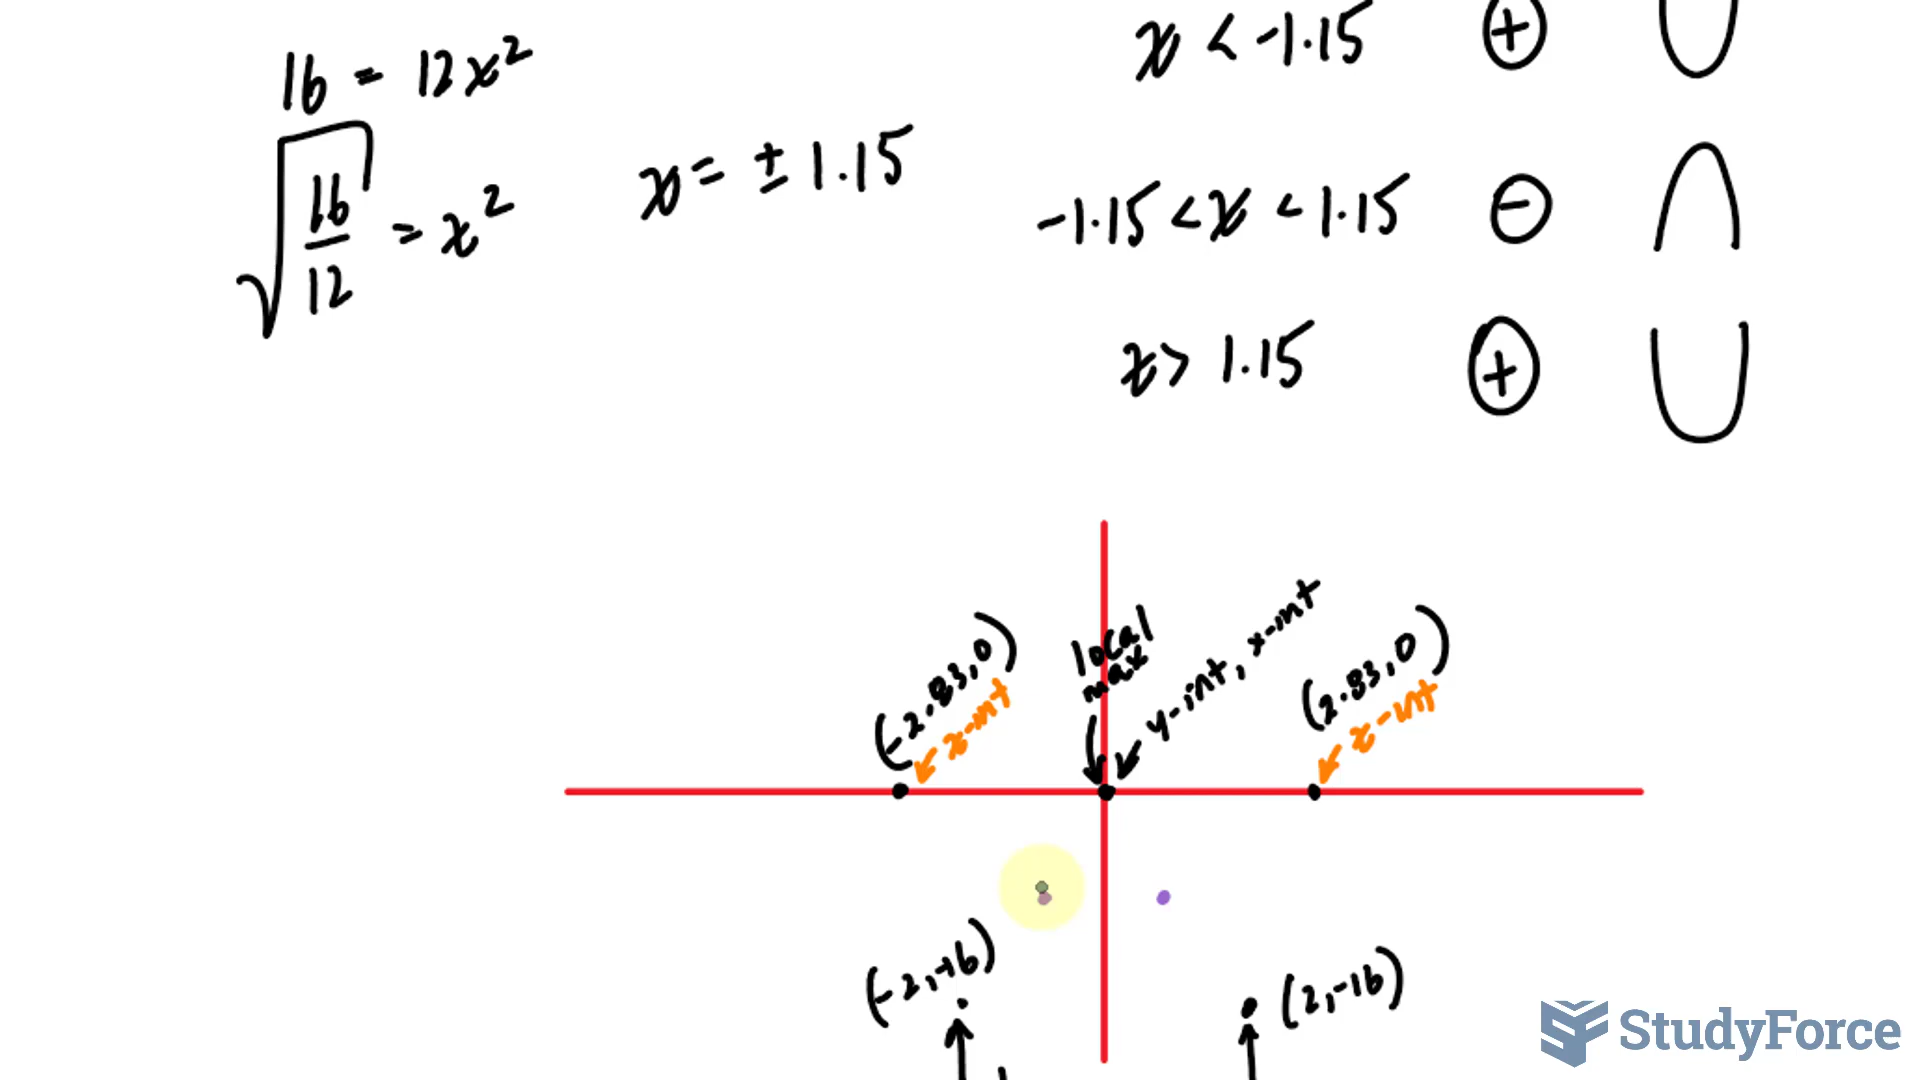 16 = 12x²
√16/12 = x²
x = ± 1.15
x < -1.15 ⊕
-1.15 < x < 1.15 ⊖
x > 1.15 ⊕
(-2.83, 0)
x-int
local
max
y-int, x-int
(2.83, 0)
x-int
(-2, -16)
(2, -16)
StudyForce